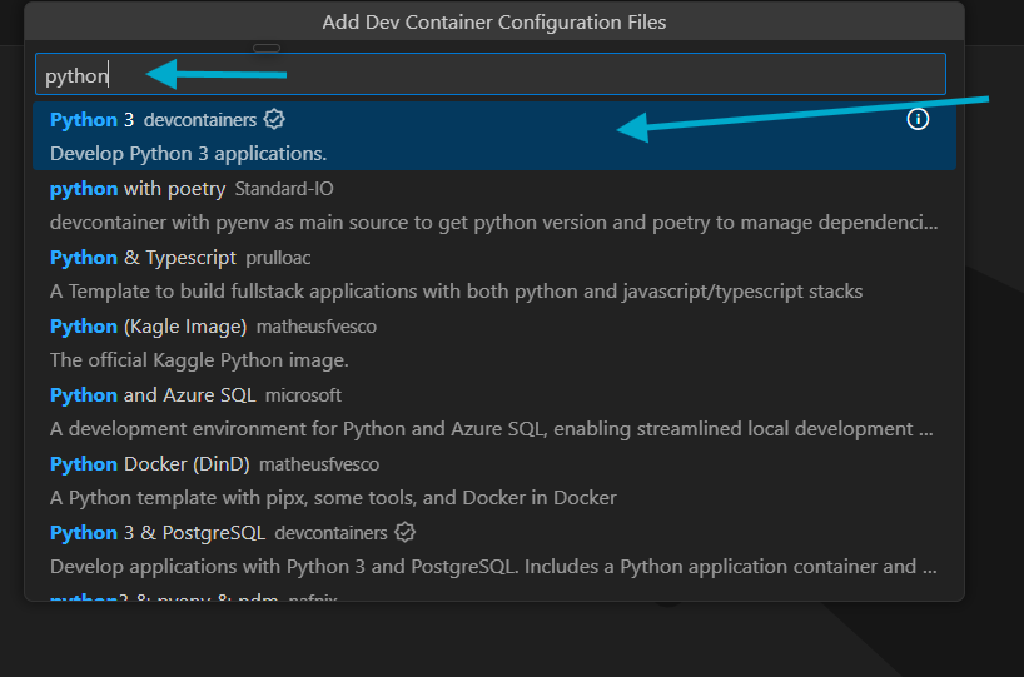 Add Dev Container Configuration Files
python
Python 3 devcontainers
Develop Python 3 applications.
python with poetry Standard-IO
devcontainer with pyenv as main source to get python version and poetry to manage dependenci...
Python & Typescript prulloac
A Template to build fullstack applications with both python and javascript/typescript stacks
Python (Kagle Image) matheusfvesco
The official Kaggle Python image.
Python and Azure SQL microsoft
A development environment for Python and Azure SQL, enabling streamlined local development ...
Python Docker (DinD) matheusfvesco
A Python template with pipx, some tools, and Docker in Docker
Python 3 & PostgreSQL devcontainers
Develop applications with Python 3 and PostgreSQL. Includes a Python application container and ...
python3 & pyenv & pdm